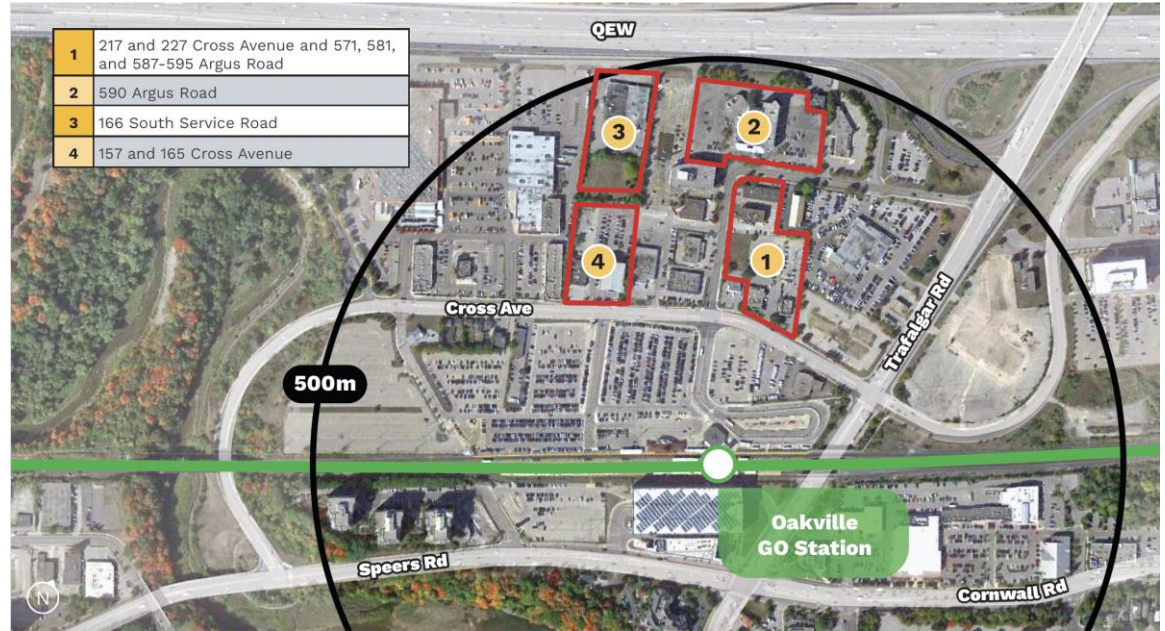 1 217 and 227 Cross Avenue and 571, 581,
and 587-595 Argus Road
2 590 Argus Road
3 166 South Service Road
4 157 and 165 Cross Avenue
QEW
3
2
4
1
Cross Ave
Trafalgar Rd
500m
Oakville
GO Station
Speers Rd
Cornwall Rd
N